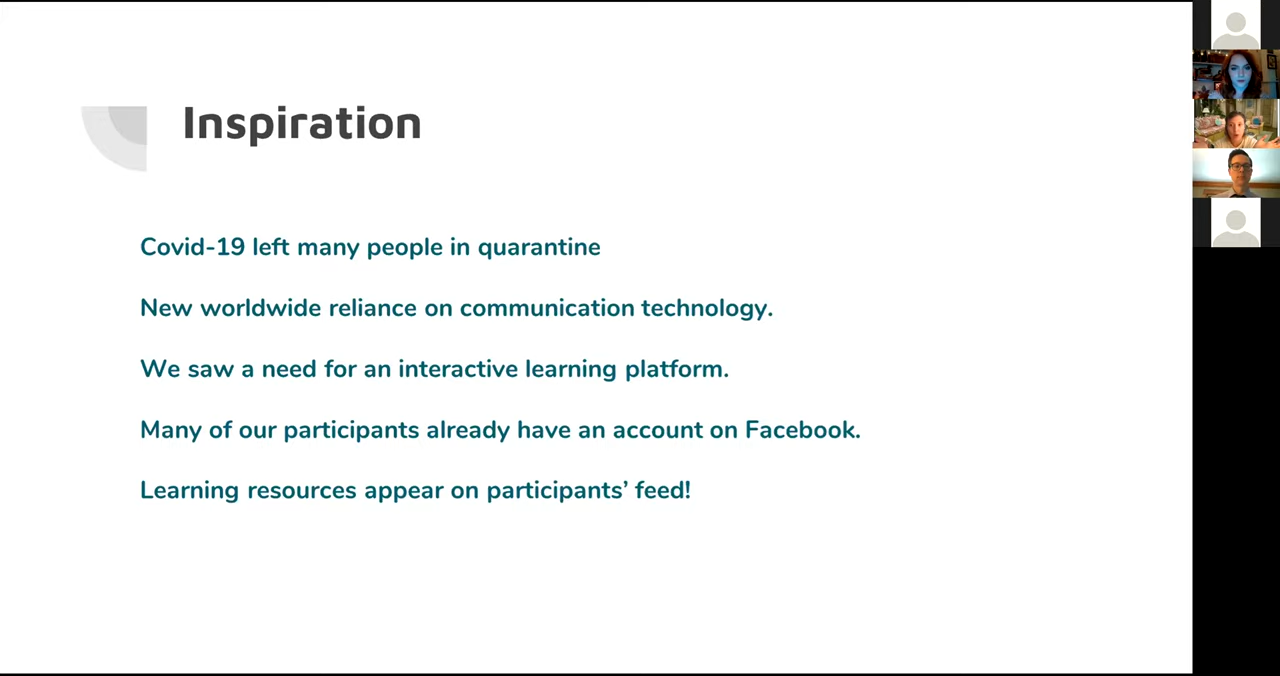 Inspiration
Covid-19 left many people in quarantine
New worldwide reliance on communication technology.
We saw a need for an interactive learning platform.
Many of our participants already have an account on Facebook.
Learning resources appear on participants’ feed!